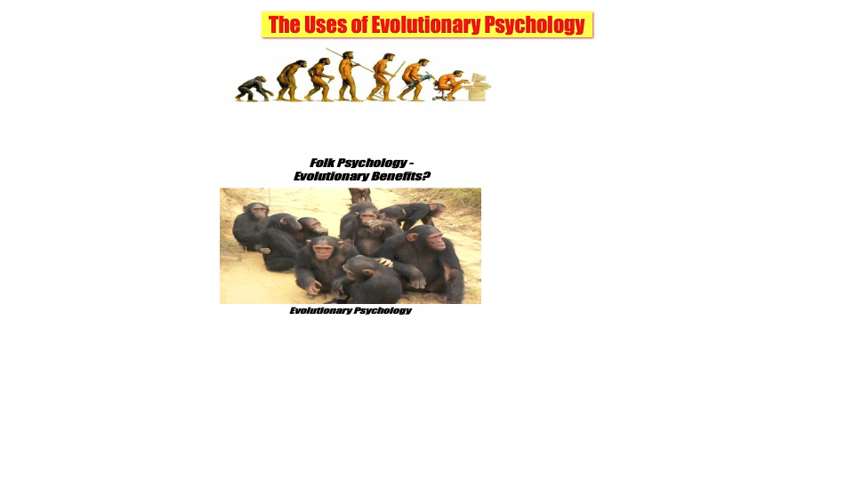 The Uses of Evolutionary Psychology
Folk Psychology -
Evolutionary Benefits?
Evolutionary Psychology